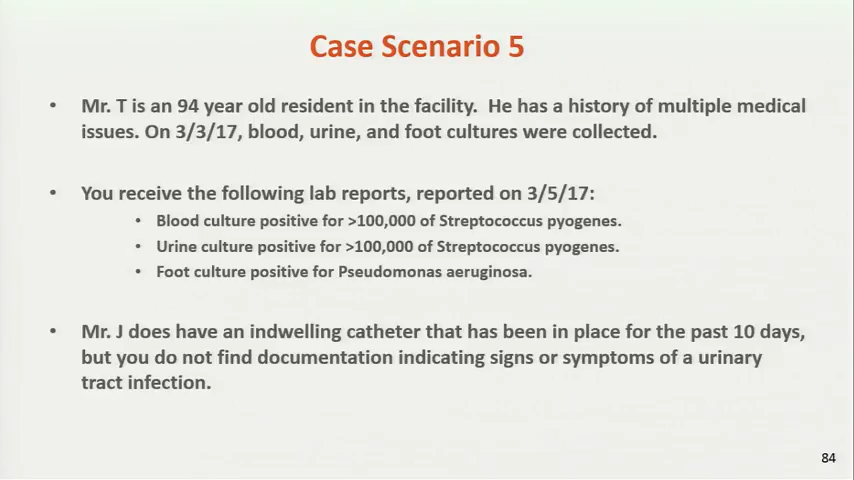 Case Scenario 5
• Mr. T is an 94 year old resident in the facility.  He has a history of multiple medical
issues. On 3/3/17, blood, urine, and foot cultures were collected.
• You receive the following lab reports, reported on 3/5/17:
• Blood culture positive for >100,000 of Streptococcus pyogenes.
• Urine culture positive for >100,000 of Streptococcus pyogenes.
• Foot culture positive for Pseudomonas aeruginosa.
• Mr. J does have an indwelling catheter that has been in place for the past 10 days,
but you do not find documentation indicating signs or symptoms of a urinary
tract infection.
84